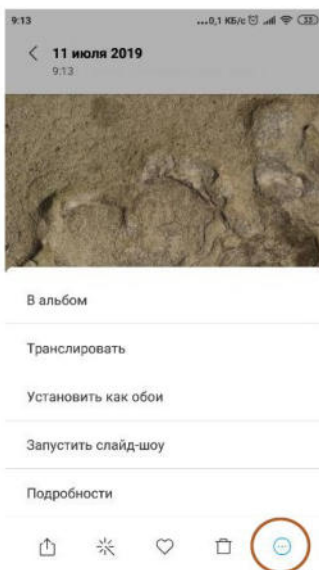 9:13
...0,1 КБ/с
33
11 июля 2019
9:13
В альбом
Транслировать
Установить как обои
Запустить слайд-шоу
Подробности